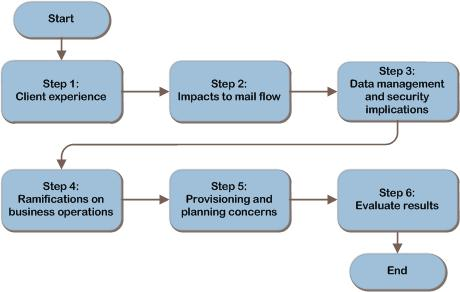 Start
Step 1:
Client experience
Step 2:
Impacts to mail flow
Step 3:
Data management
and security
implications
Step 4:
Ramifications on
business operations
Step 5:
Provisioning and
planning concerns
Step 6:
Evaluate results
End